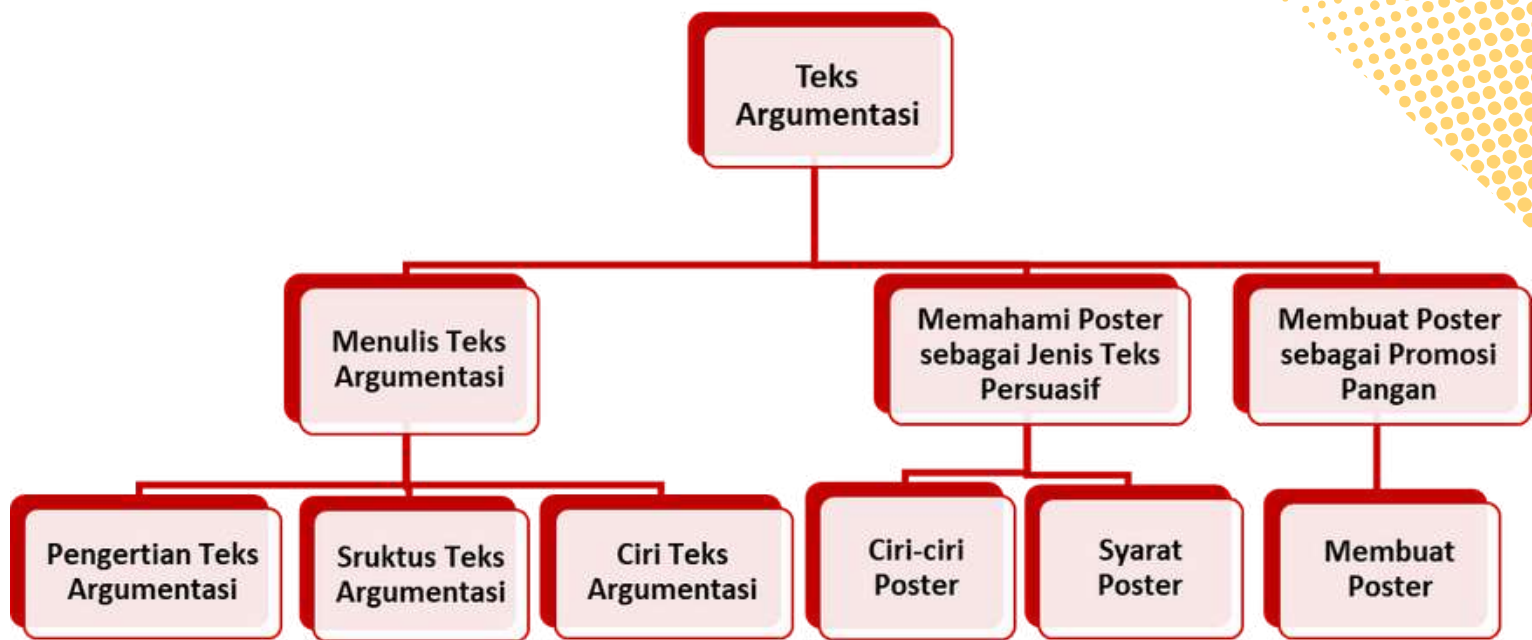 Teks
Argumentasi
Menulis Teks
Argumentasi
Memahami Poster
sebagai Jenis Teks
Persuasif
Membuat Poster
sebagai Promosi
Pangan
Pengertian Teks
Argumentasi
Sruktus Teks
Argumentasi
Ciri Teks
Argumentasi
Ciri-ciri
Poster
Syarat
Poster
Membuat
Poster